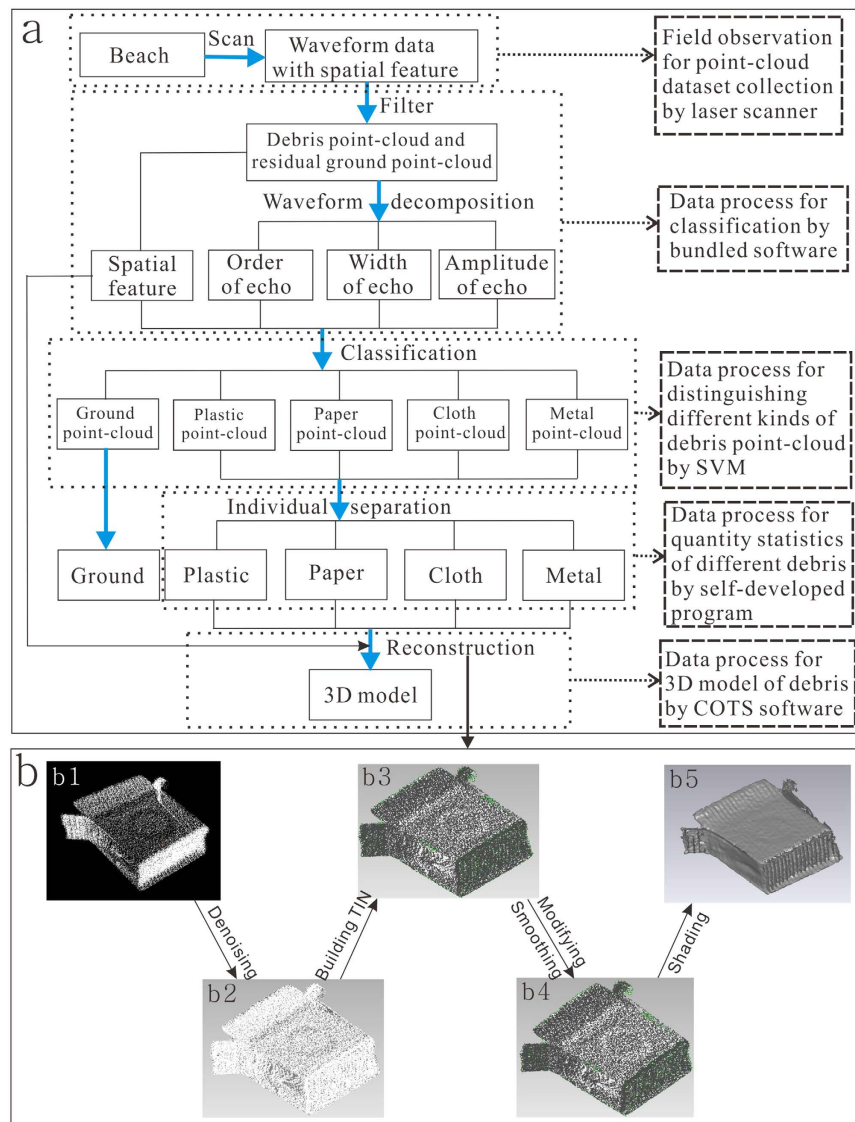 a
Beach
Scan
Waveform data
with spatial feature
Field observation
for point-cloud
dataset collection
by laser scanner
Filter
Debris point-cloud and
residual ground point-cloud
Waveform decomposition
Spatial
feature
Order
of echo
Width
of echo
Amplitude
of echo
Data process for
classification by
bundled software
Classification
Ground
point-cloud
Plastic
point-cloud
Paper
point-cloud
Cloth
point-cloud
Metal
point-cloud
Data process for
distinguishing
different kinds of
debris point-cloud
by SVM
Individual separation
Ground
Plastic
Paper
Cloth
Metal
Data process for
quantity statistics
of different debris
by self-developed
program
Reconstruction
3D model
Data process for
3D model of debris
by COTS software
b
b1
Denoising
b2
Building TIN
b3
Modifying
Smoothing
b4
Shading
b5